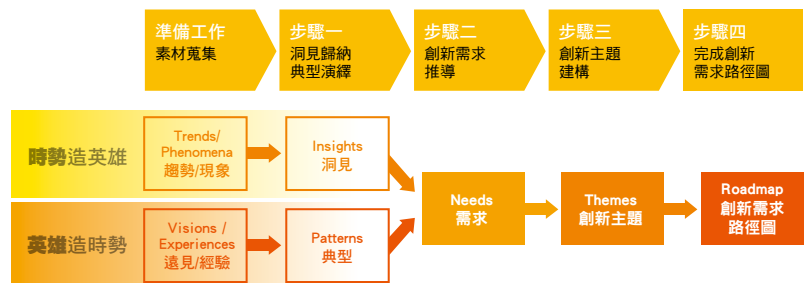 準備工作
素材蒐集
步驟一
洞見歸納
典型演繹
步驟二
創新需求
推導
步驟三
創新主題
建構
步驟四
完成創新
需求路徑圖
時勢造英雄
Trends/
Phenomena
趨勢/現象
Insights
洞見
英雄造時勢
Visions /
Experiences
遠見/經驗
Patterns
典型
Needs
需求
Themes
創新主題
Roadmap
創新需求
路徑圖